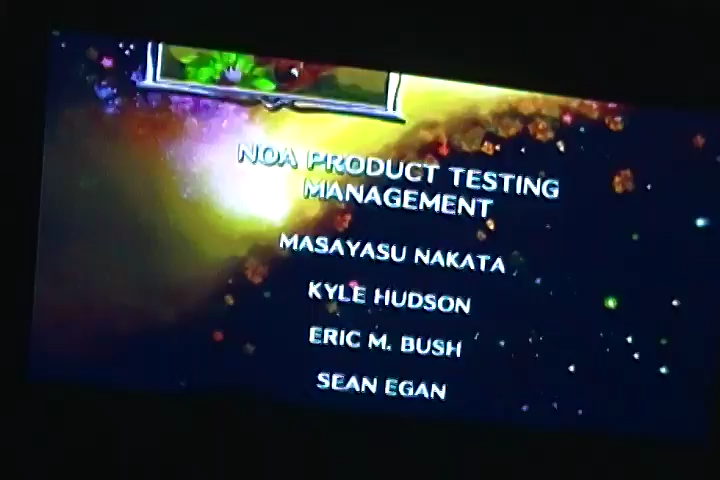 NOA PRODUCT TESTING
MANAGEMENT
MASAYASU NAKATA
KYLE HUDSON
ERIC M. BUSH
SEAN EGAN